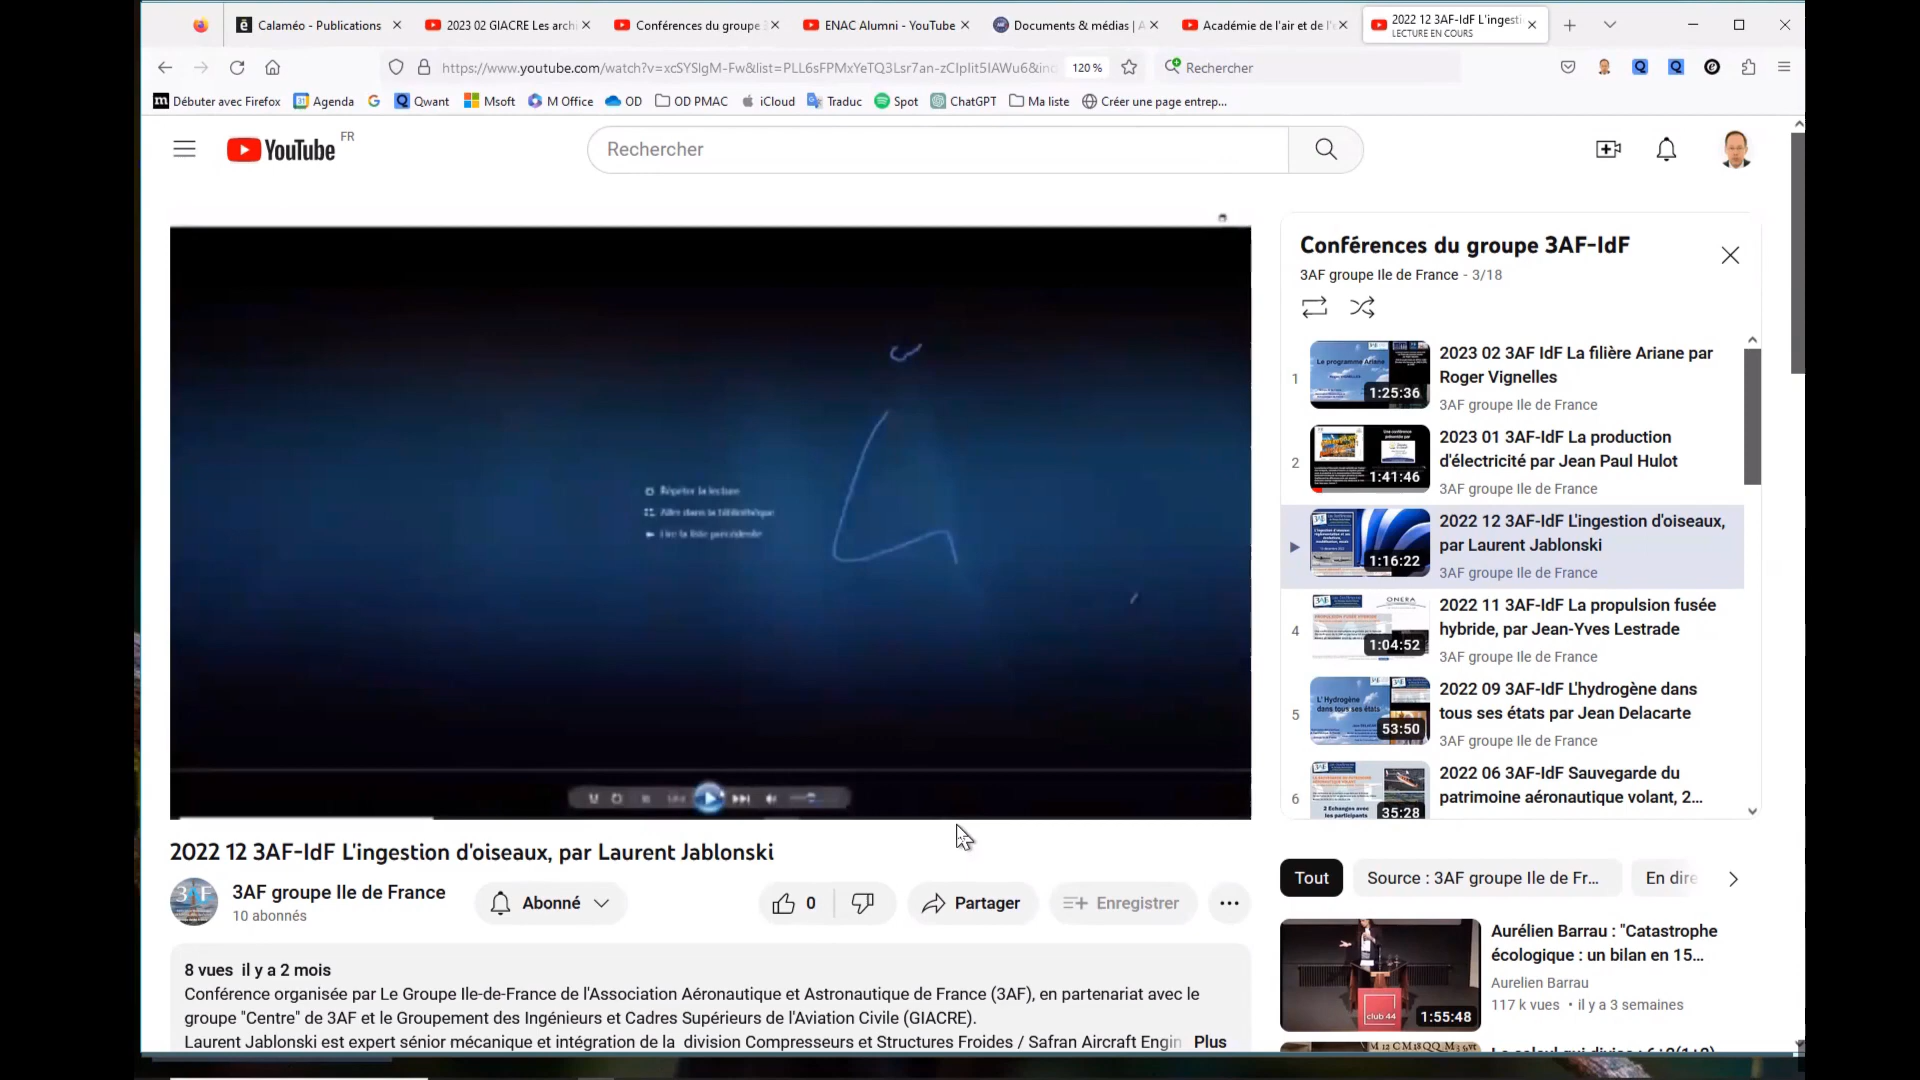 Calaméo - Publications
2023 02 GIACRE Les arch
Conférences du groupe 3
ENAC Alumni - YouTube
Documents & médias | A
Académie de l'air et de l'e
2022 12 3AF-IdF L'ingesti
LECTURE EN COURS
https://www.youtube.com/watch?v=xcSYSlgM-Fw&list=PLL6sFPMxYeTQ3Lsr7an-zCIpIit5IAWu6&ind
120 %
Rechercher
Débuter avec Firefox
Agenda
Qwant
Msoft
M Office
OD
OD PMAC
iCloud
Traduc
Spot
ChatGPT
Ma liste
Créer une page entrep...
YouTube FR
Rechercher
Répéter la lecture
Aller dans la bibliothèque
Lire la liste précédente
Conférences du groupe 3AF-IdF
3AF groupe Ile de France - 3/18
1
1:25:36
2023 02 3AF IdF La filière Ariane par
Roger Vignelles
3AF groupe Ile de France
2
1:41:46
2023 01 3AF-IdF La production
d'électricité par Jean Paul Hulot
3AF groupe Ile de France
1:16:22
2022 12 3AF-IdF L'ingestion d'oiseaux,
par Laurent Jablonski
3AF groupe Ile de France
4
ONERA
1:04:52
2022 11 3AF-IdF La propulsion fusée
hybride, par Jean-Yves Lestrade
3AF groupe Ile de France
5
L'Hydrogène
dans tous ses états
53:50
2022 09 3AF-IdF L'hydrogène dans
tous ses états par Jean Delacarte
3AF groupe Ile de France
6
35:28
2022 06 3AF-IdF Sauvegarde du
patrimoine aéronautique volant, 2...
2022 12 3AF-IdF L'ingestion d'oiseaux, par Laurent Jablonski
3AF groupe Ile de France
10 abonnés
Abonné
0
Partager
Enregistrer
8 vues il y a 2 mois
Conférence organisée par Le Groupe Ile-de-France de l'Association Aéronautique et Astronautique de France (3AF), en partenariat avec le
groupe "Centre" de 3AF et le Groupement des Ingénieurs et Cadres Supérieurs de l'Aviation Civile (GIACRE).
Laurent Jablonski est expert sénior mécanique et intégration de la division Compresseurs et Structures Froides / Safran Aircraft Engin Plus
Tout
Source : 3AF groupe Ile de Fr...
En dire
club 44
1:55:48
Aurélien Barrau : "Catastrophe
écologique : un bilan en 15...
Aurelien Barrau
117 k vues • il y a 3 semaines